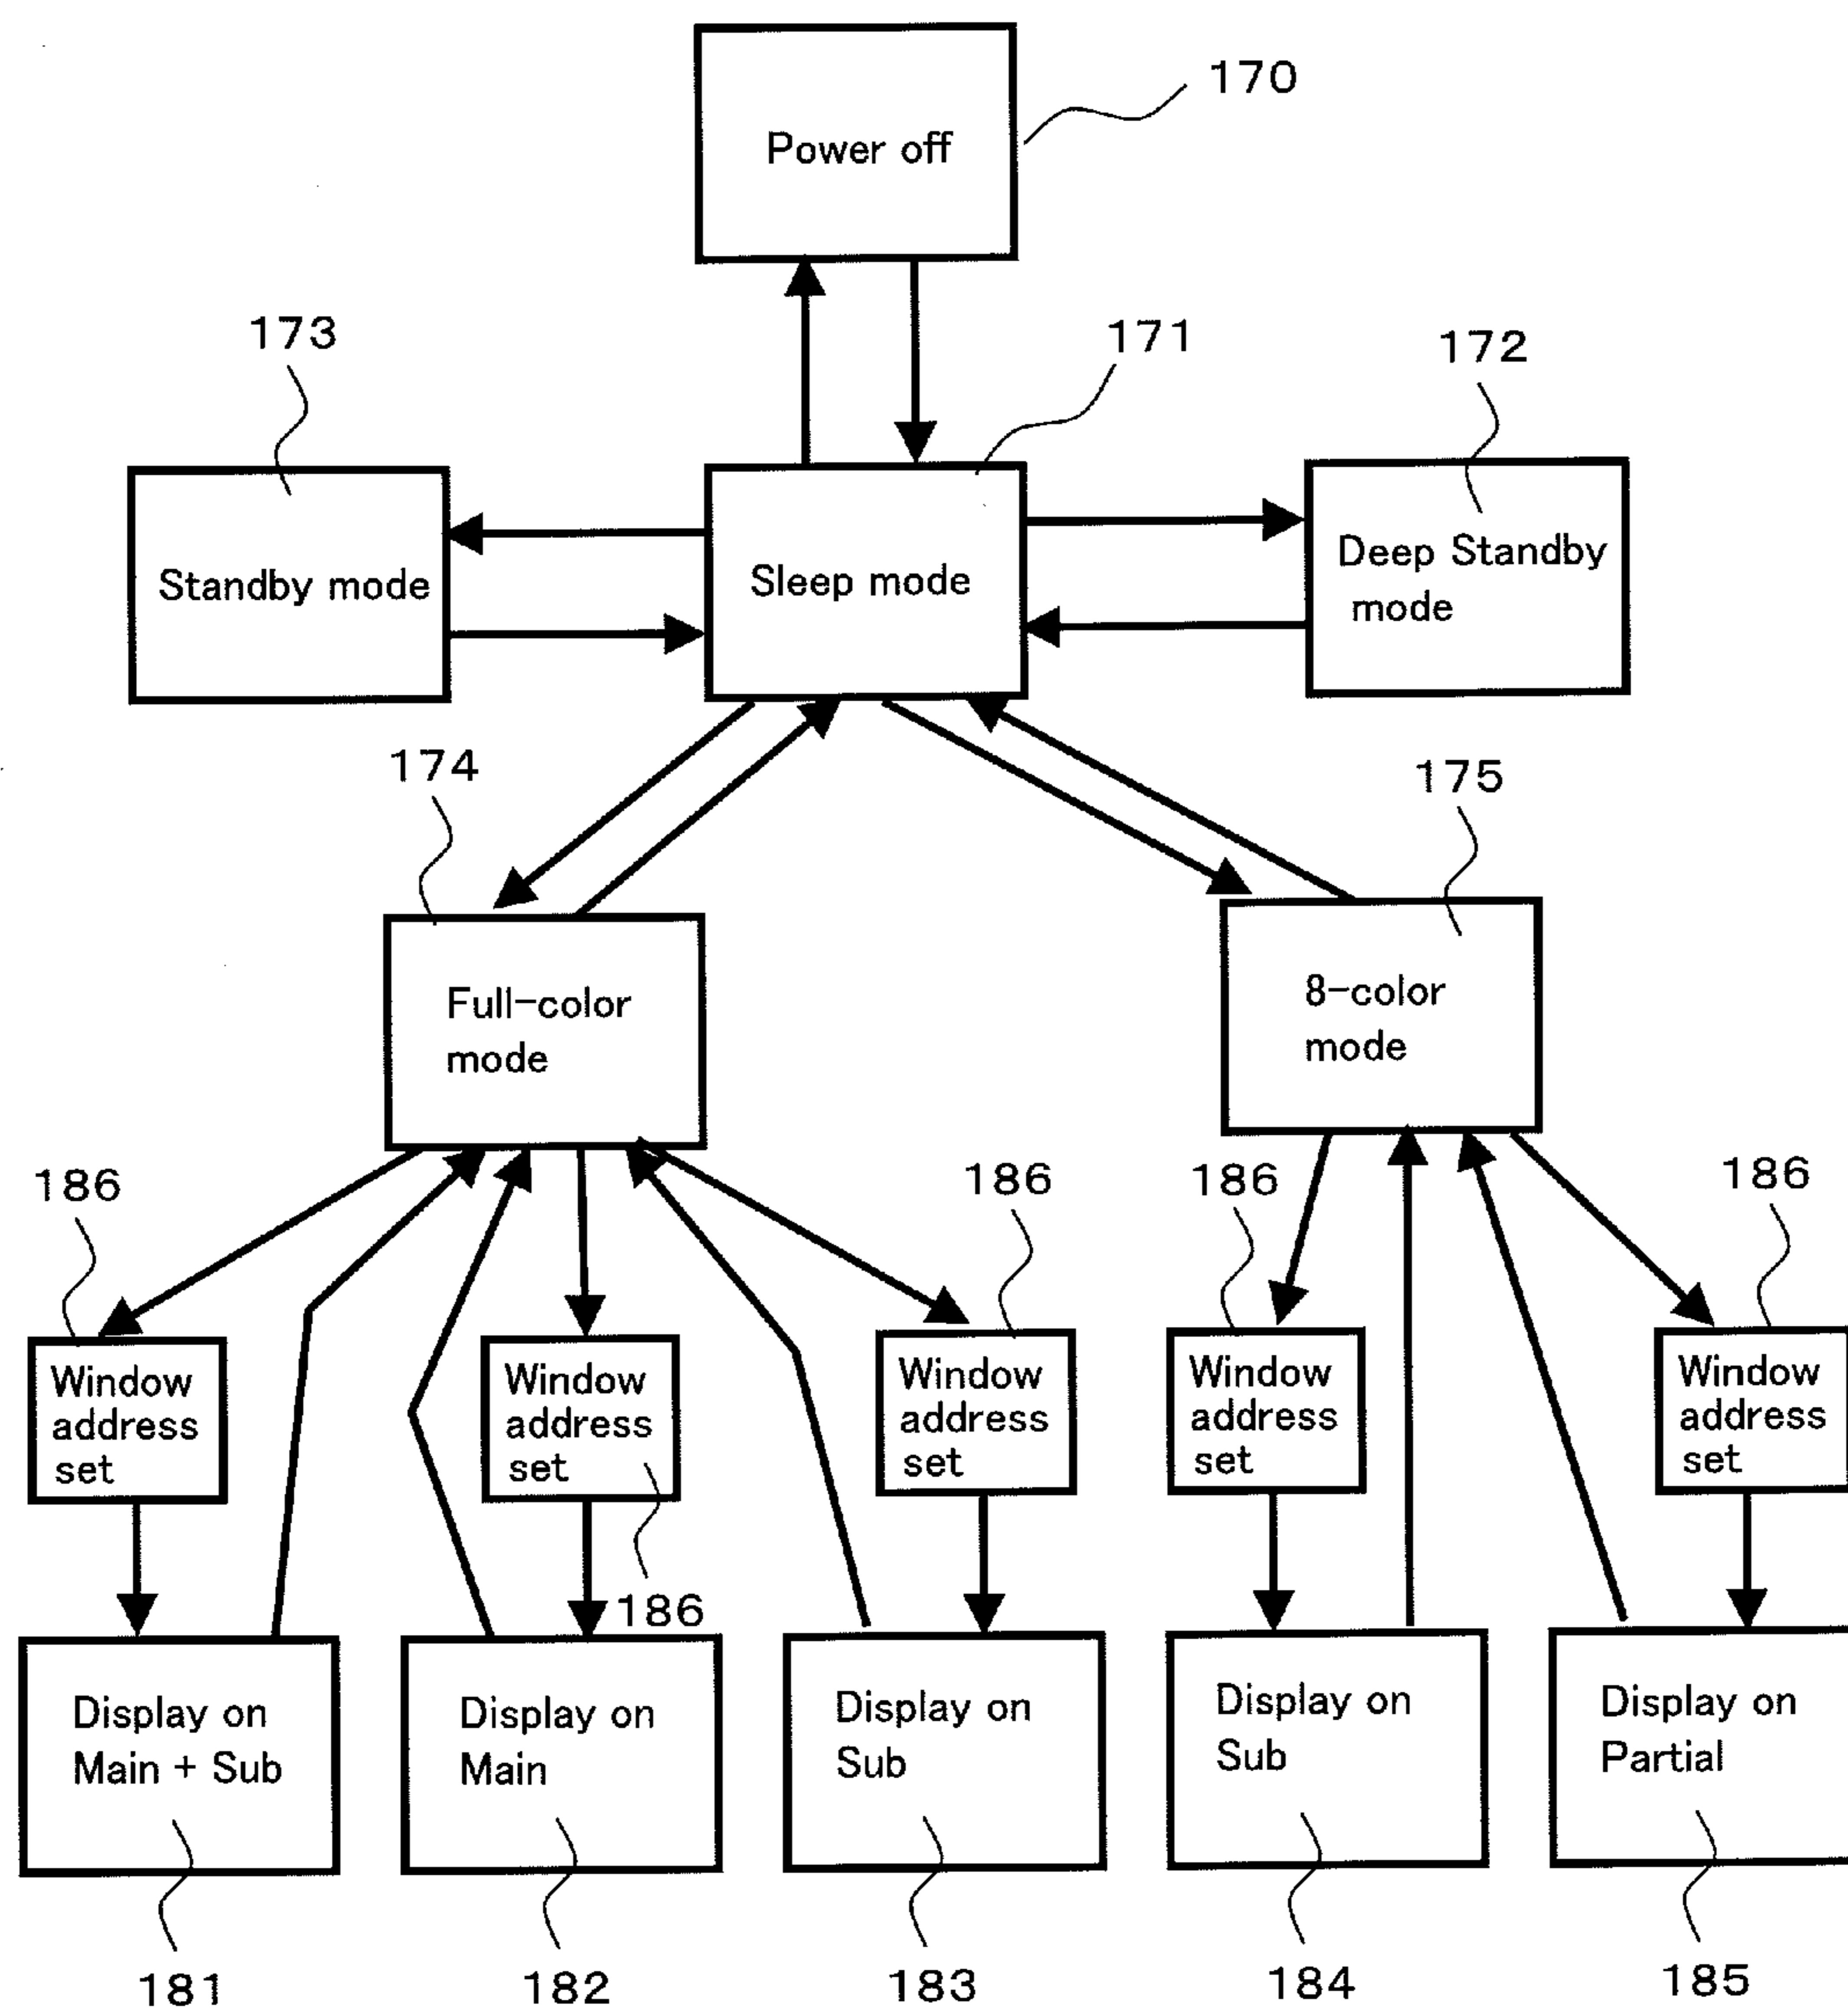 170
Power off
173
171
172
Standby mode
Sleep mode
Deep Standby
mode
174
175
Full-color
mode
8-color
mode
186
186
186
186
Window
address
set
Window
address
set
Window
address
set
Window
address
set
Window
address
set
186
Display on
Main + Sub
Display on
Main
Display on
Sub
Display on
Sub
Display on
Partial
181
182
183
184
185